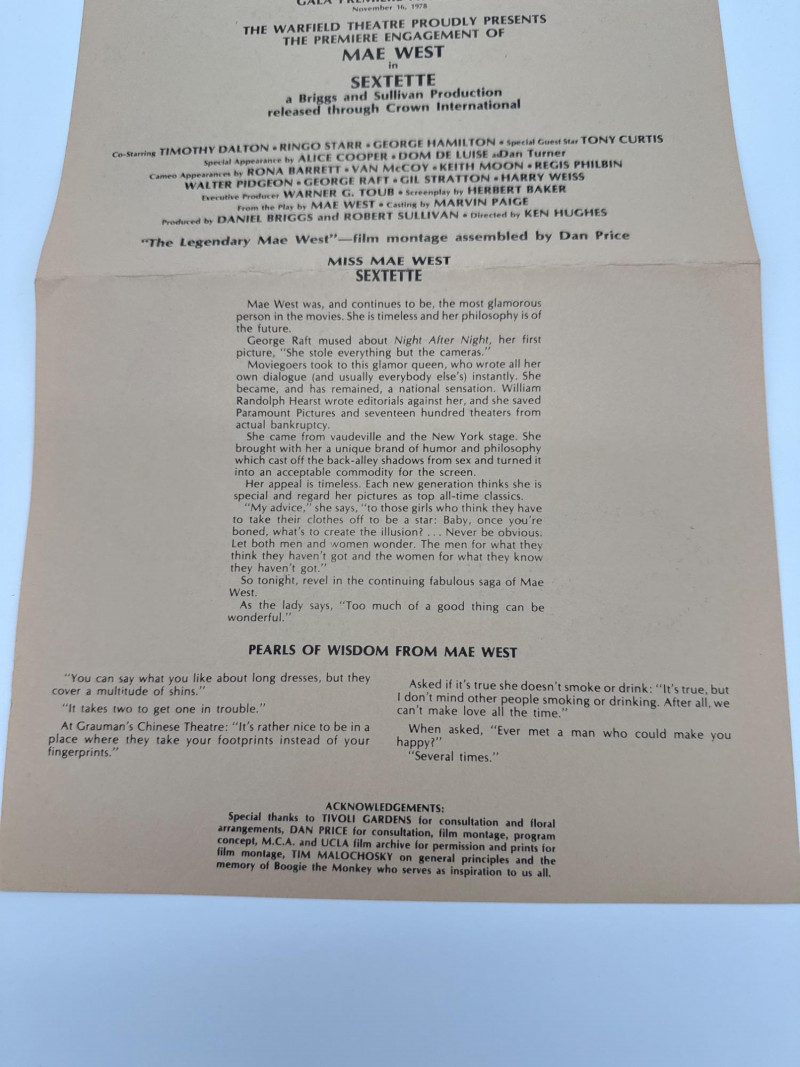 GALA PREMIERE
November 16, 1978
THE WARFIELD THEATRE PROUDLY PRESENTS
THE PREMIERE ENGAGEMENT OF
MAE WEST
in
SEXTETTE
a Briggs and Sullivan Production
released through Crown International
Co-Starring TIMOTHY DALTON • RINGO STARR • GEORGE HAMILTON • Special Guest Star TONY CURTIS
Special Appearance by ALICE COOPER • DOM DE LUISE as Dan Turner
Cameo Appearances by RONA BARRETT • VAN McCOY • KEITH MOON • REGIS PHILBIN
WALTER PIDGEON • GEORGE RAFT • GIL STRATTON • HARRY WEISS
Executive Producer WARNER G. TOUB • Screenplay by HERBERT BAKER
From the Play by MAE WEST • Casting by MARVIN PAIGE
Produced by DANIEL BRIGGS and ROBERT SULLIVAN • Directed by KEN HUGHES
"The Legendary Mae West"—film montage assembled by Dan Price
MISS MAE WEST
SEXTETTE
Mae West was, and continues to be, the most glamorous
person in the movies. She is timeless and her philosophy is of
the future.
George Raft mused about Night After Night, her first
picture, "She stole everything but the cameras."
Moviegoers took to this glamor queen, who wrote all her
own dialogue (and usually everybody else's) instantly. She
became, and has remained, a national sensation. William
Randolph Hearst wrote editorials against her, and she saved
Paramount Pictures and seventeen hundred theaters from
actual bankruptcy.
She came from vaudeville and the New York stage. She
brought with her a unique brand of humor and philosophy
which cast off the back-alley shadows from sex and turned it
into an acceptable commodity for the screen.
Her appeal is timeless. Each new generation thinks she is
special and regard her pictures as top all-time classics.
"My advice," she says, "to those girls who think they have
to take their clothes off to be a star: Baby, once you're
boned, what's to create the illusion? . . . Never be obvious.
Let both men and women wonder. The men for what they
think they haven't got and the women for what they know
they haven't got."
So tonight, revel in the continuing fabulous saga of Mae
West.
As the lady says, "Too much of a good thing can be
wonderful."
PEARLS OF WISDOM FROM MAE WEST
"You can say what you like about long dresses, but they
cover a multitude of shins."
"It takes two to get one in trouble."
At Grauman's Chinese Theatre: "It's rather nice to be in a
place where they take your footprints instead of your
fingerprints."
Asked if it's true she doesn't smoke or drink: "It's true, but
I don't mind other people smoking or drinking. After all, we
can't make love all the time."
When asked, "Ever met a man who could make you
happy?"
"Several times."
ACKNOWLEDGEMENTS:
Special thanks to TIVOLI GARDENS for consultation and floral
arrangements, DAN PRICE for consultation, film montage, program
concept, M.C.A. and UCLA film archive for permission and prints for
film montage, TIM MALOCHOSKY on general principles and the
memory of Boogie the Monkey who serves as inspiration to us all.